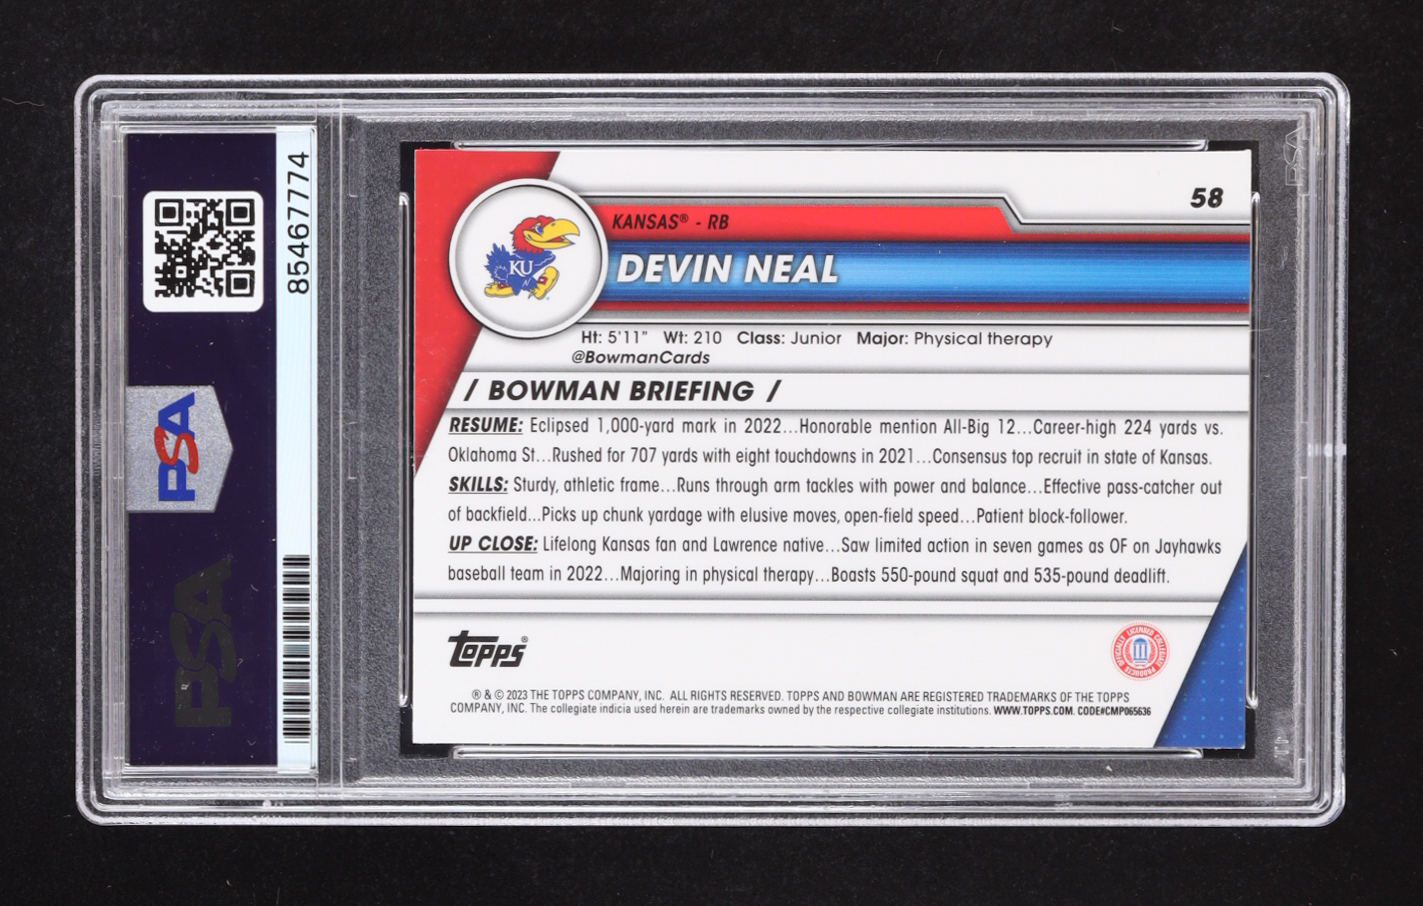 85467774
PSA
PSA
58
KANSAS® - RB
KU
DEVIN NEAL
Ht: 5'11" Wt: 210 Class: Junior Major: Physical therapy
@BowmanCards
/ BOWMAN BRIEFING /
RESUME: Eclipsed 1,000-yard mark in 2022...Honorable mention All-Big 12...Career-high 224 yards vs.
Oklahoma St...Rushed for 707 yards with eight touchdowns in 2021...Consensus top recruit in state of Kansas.
SKILLS: Sturdy, athletic frame...Runs through arm tackles with power and balance...Effective pass-catcher out
of backfield...Picks up chunk yardage with elusive moves, open-field speed...Patient block-follower.
UP CLOSE: Lifelong Kansas fan and Lawrence native...Saw limited action in seven games as OF on Jayhawks
baseball team in 2022...Majoring in physical therapy...Boasts 550-pound squat and 535-pound deadlift.
Topps®
OFFICIALLY LICENSED COLLEGIATE PRODUCTS
® & © 2023 THE TOPPS COMPANY, INC. ALL RIGHTS RESERVED. TOPPS AND BOWMAN ARE REGISTERED TRADEMARKS OF THE TOPPS
COMPANY, INC. The collegiate indicia used herein are trademarks owned by the respective collegiate institutions. WWW.TOPPS.COM. CODE#CMP065636
PSA